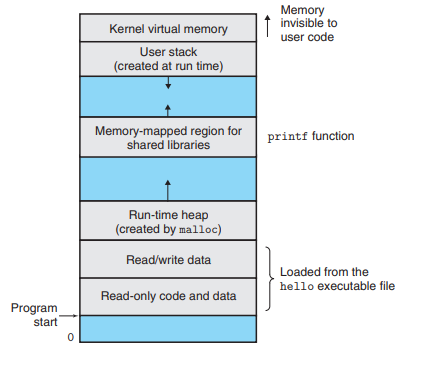 Memory
invisible to
user code
Kernel virtual memory
User stack
(created at run time)
Memory-mapped region for
shared libraries
printf function
Run-time heap
(created by malloc)
Read/write data
Loaded from the
hello executable file
Read-only code and data
Program
start
0